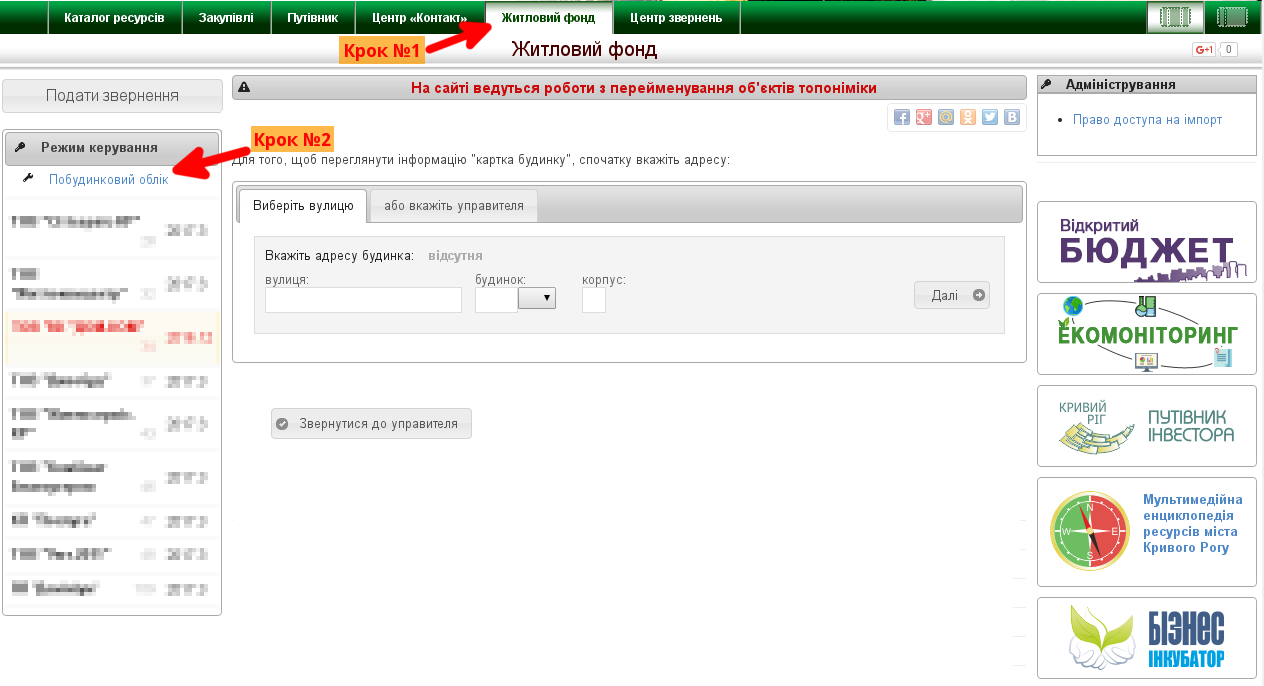 Каталог ресурсів
Закупівлі
Путівник
Центр «Контакт»
Житловий фонд
Центр звернень
Крок №1
Житловий фонд
G+1
0
Подати звернення
На сайті ведуться роботи з перейменування об'єктів топоніміки
Адміністрування
Право доступа на імпорт
Крок №2
Режим керування
Побудинковий облік
Для того, щоб переглянути інформацію "картка будинку", спочатку вкажіть адресу:
Виберіть вулицю
або вкажіть управителя
Вкажіть адресу будинка: відсутня
вулиця:
будинок:
корпус:
Далі
Звернутися до управителя
Відкритий
БЮДЖЕТ
ЕКОМОНІТОРИНГ
КРИВИЙ
РІГ
ПУТІВНИК
ІНВЕСТОРА
N
W
E
S
Мультимедійна
енциклопедія
ресурсів міста
Кривого Рогу
БІЗНЕС
ІНКУБАТОР